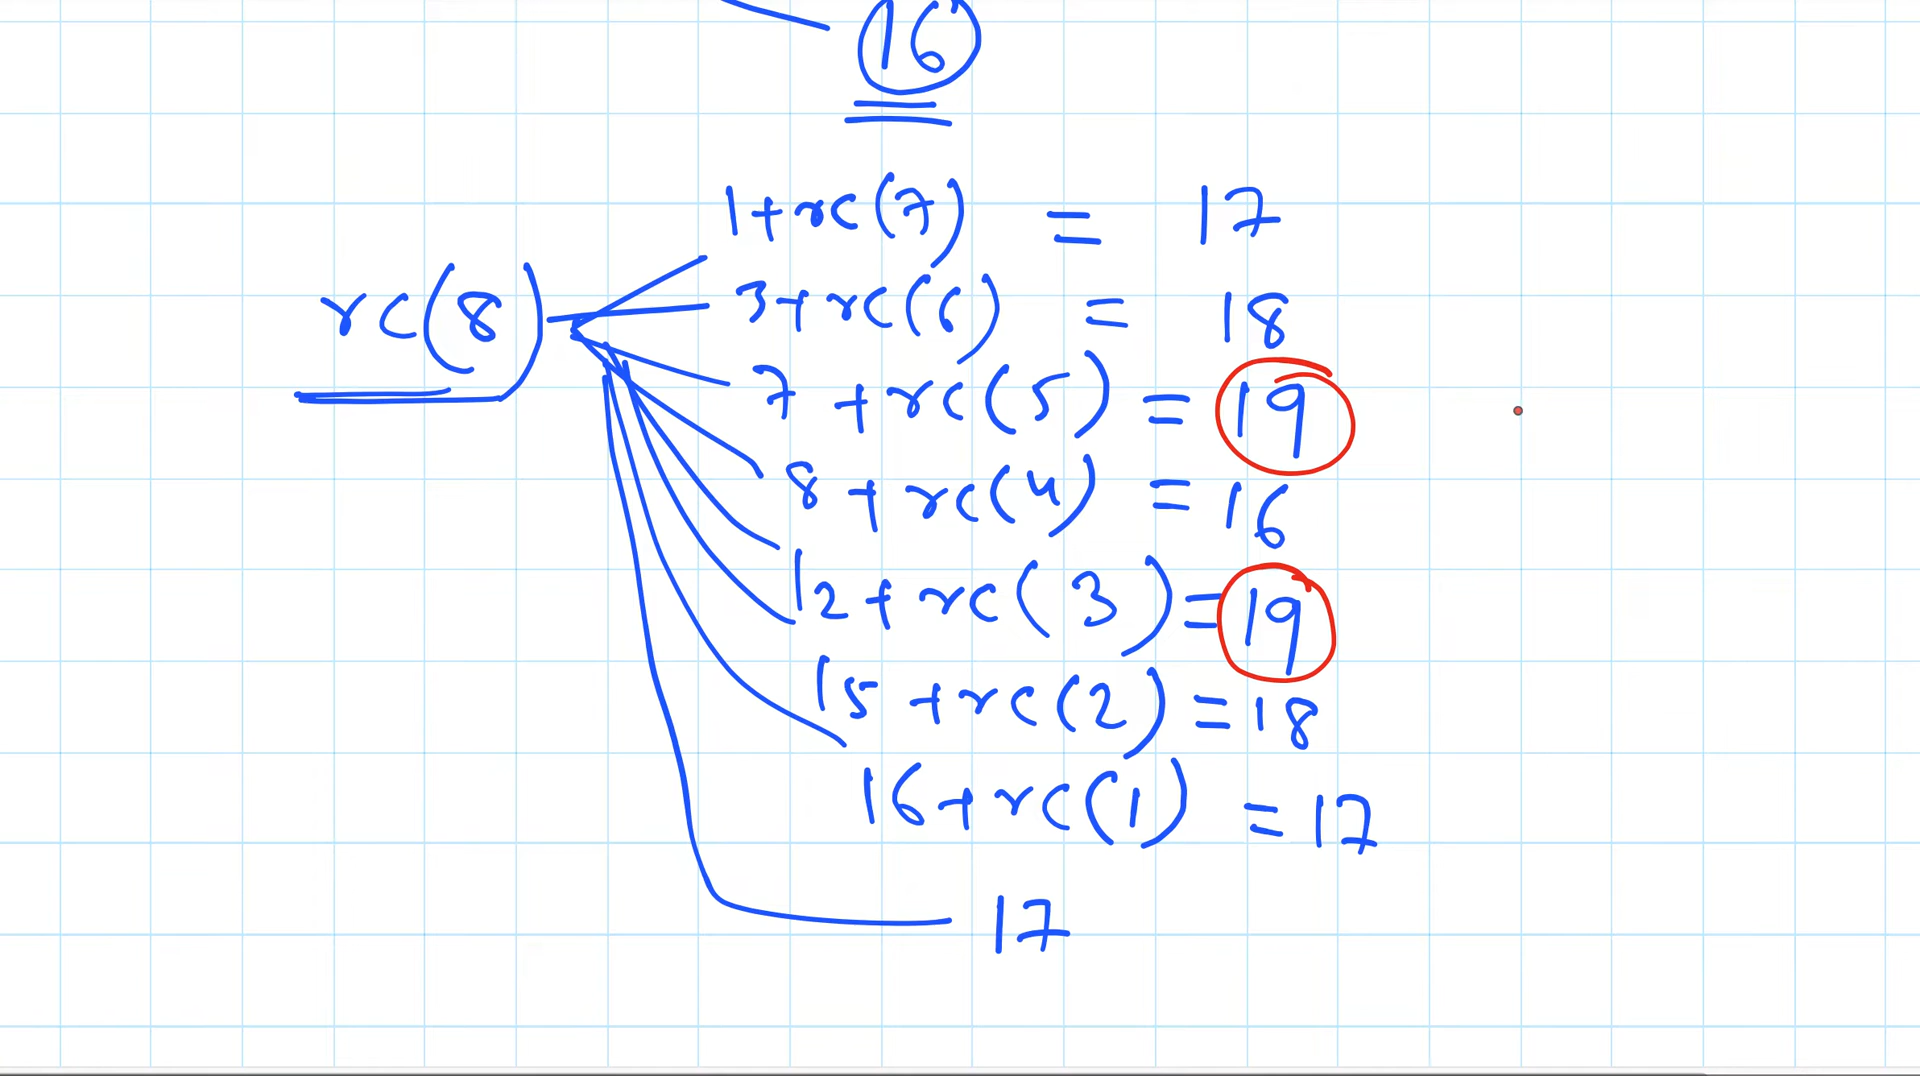 16
1+rc(7) = 17
rc(8)
3+rc(6) = 18
7+rc(5) = 19
8+rc(4) = 16
12+rc(3)=19
15+rc(2)=18
16+rc(1) =17
17